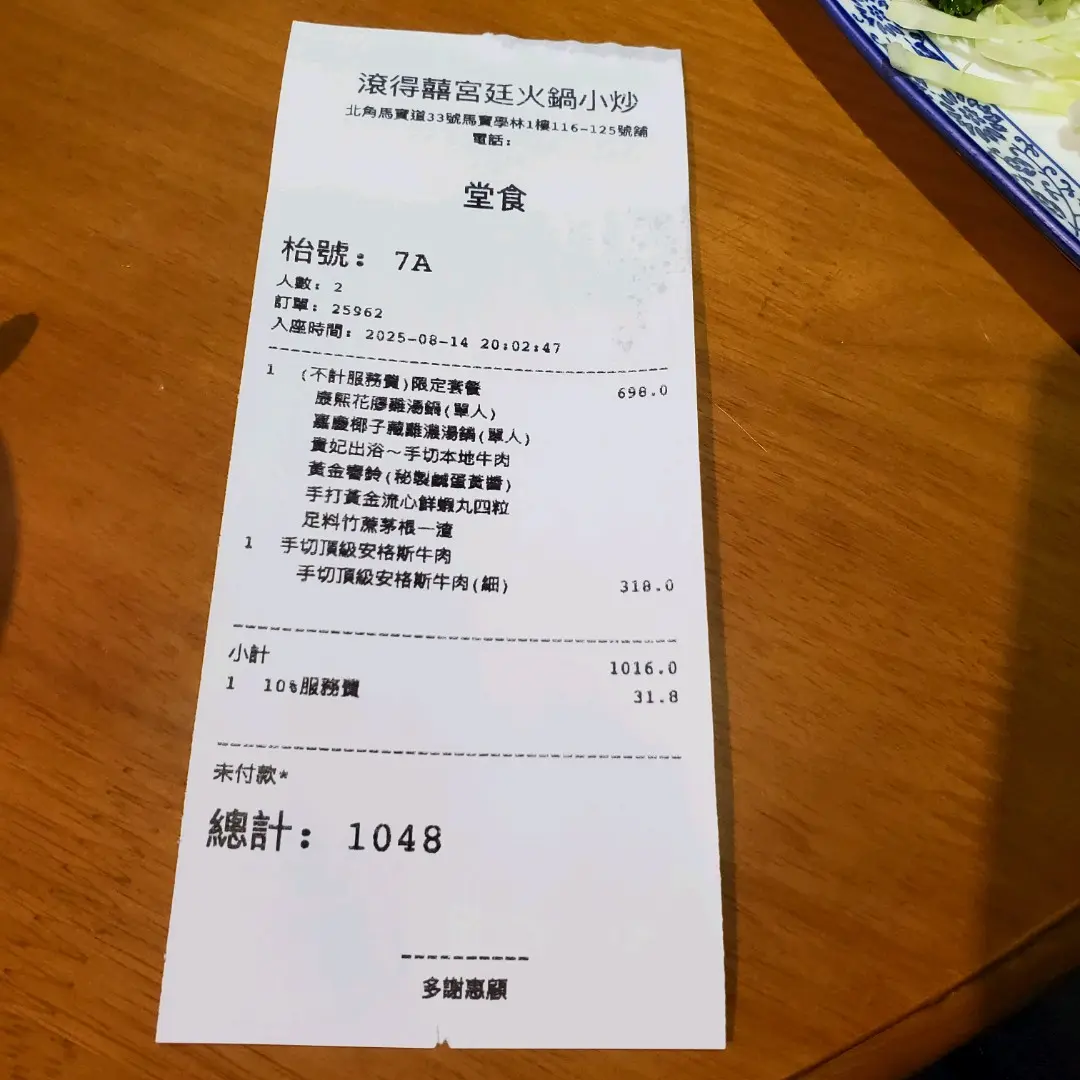 滾得囍宮廷火鍋小炒
北角馬寶道33號馬寶學林1樓116-125號舖
電話:
堂食
枱號: 7A
人數: 2
訂單: 25962
入座時間: 2025-08-14 20:02:47
1 (不計服務費)限定套餐 698.0
康熙花膠雞湯鍋(單人)
嘉慶椰子藏雞濃湯鍋(單人)
貴妃出浴～手切本地牛肉
黃金響鈴(秘製鹹蛋黃醬)
手打黃金流心鮮蝦丸四粒
足料竹蔗茅根一渣
1 手切頂級安格斯牛肉
手切頂級安格斯牛肉(細) 318.0
小計 1016.0
1 10%服務費 31.8
未付款*
總計: 1048
多謝惠顧